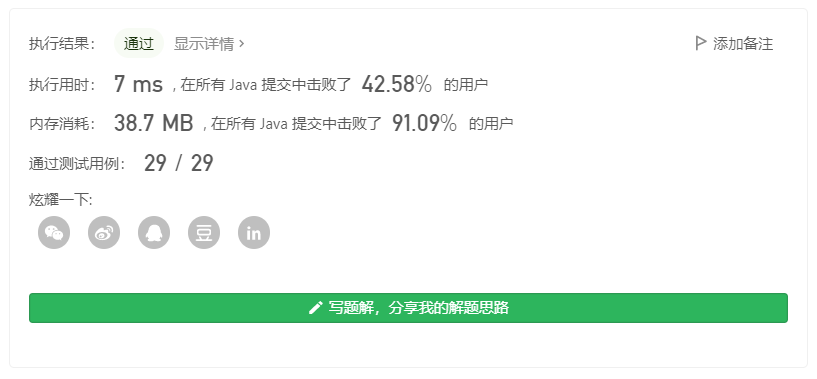 执行结果： 通过 显示详情 › 添加备注
执行用时： 7 ms , 在所有 Java 提交中击败了 42.58% 的用户
内存消耗： 38.7 MB , 在所有 Java 提交中击败了 91.09% 的用户
通过测试用例： 29 / 29
炫耀一下:
豆 in
写题解，分享我的解题思路